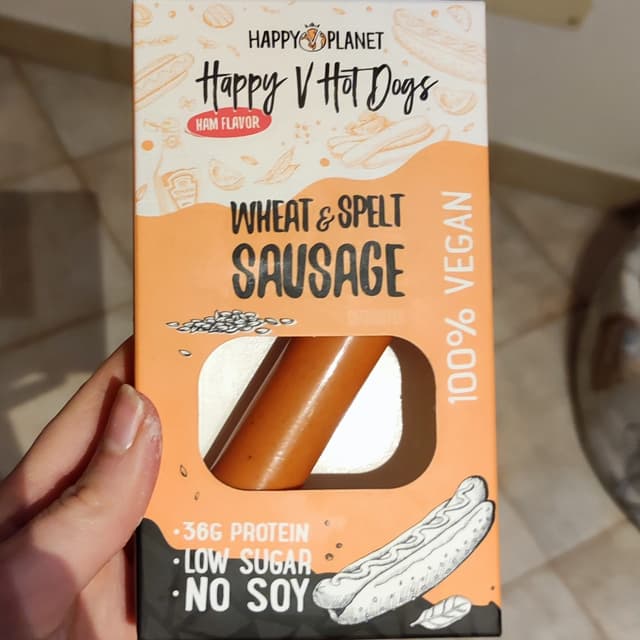 HAPPY PLANET
Happy V Hot Dogs
HAM FLAVOR
WHEAT & SPELT
SAUSAGE
100% VEGAN
• 36G PROTEIN
• LOW SUGAR
• NO SOY